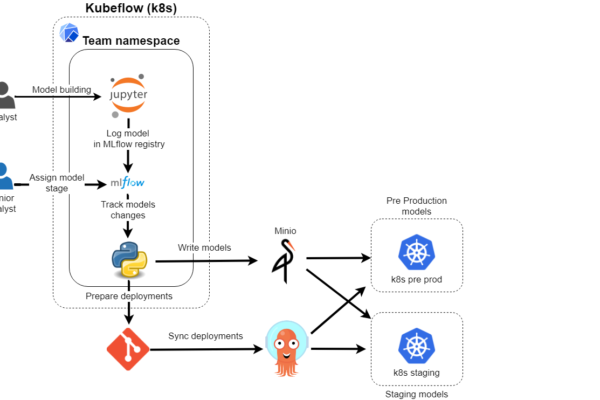 Kubeflow (k8s)
Team namespace
Model building
jupyter
alyst
Log model
in MLflow registry
Assign model
stage
mlflow
nior
alyst
Track models
changes
Write models
Minio
Pre Production
models
k8s pre prod
Prepare deployments
Sync deployments
k8s staging
Staging models